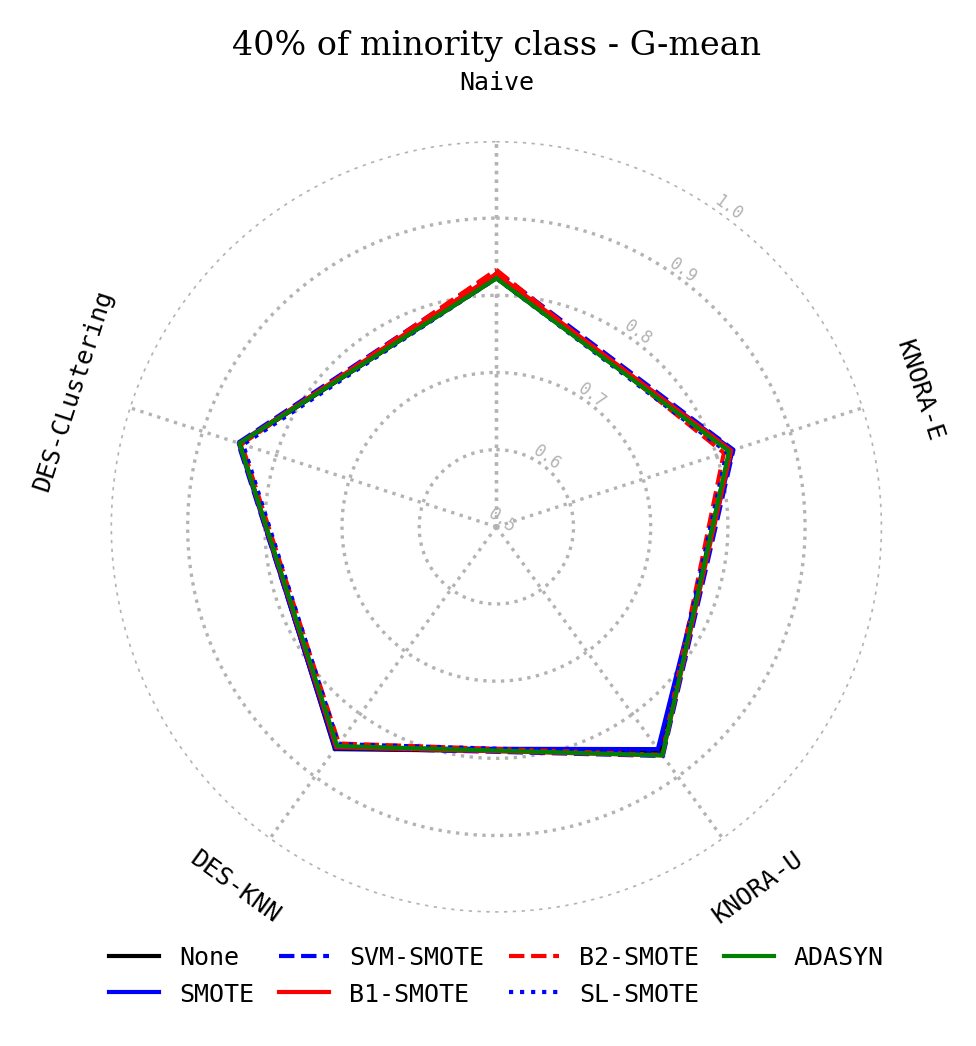 40% of minority class - G-mean
Naive
1.0
0.9
0.8
0.7
0.6
0.5
KNORA-E
DES-CLustering
DES-KNN
KNORA-U
None
SVM-SMOTE
B2-SMOTE
ADASYN
SMOTE
B1-SMOTE
SL-SMOTE